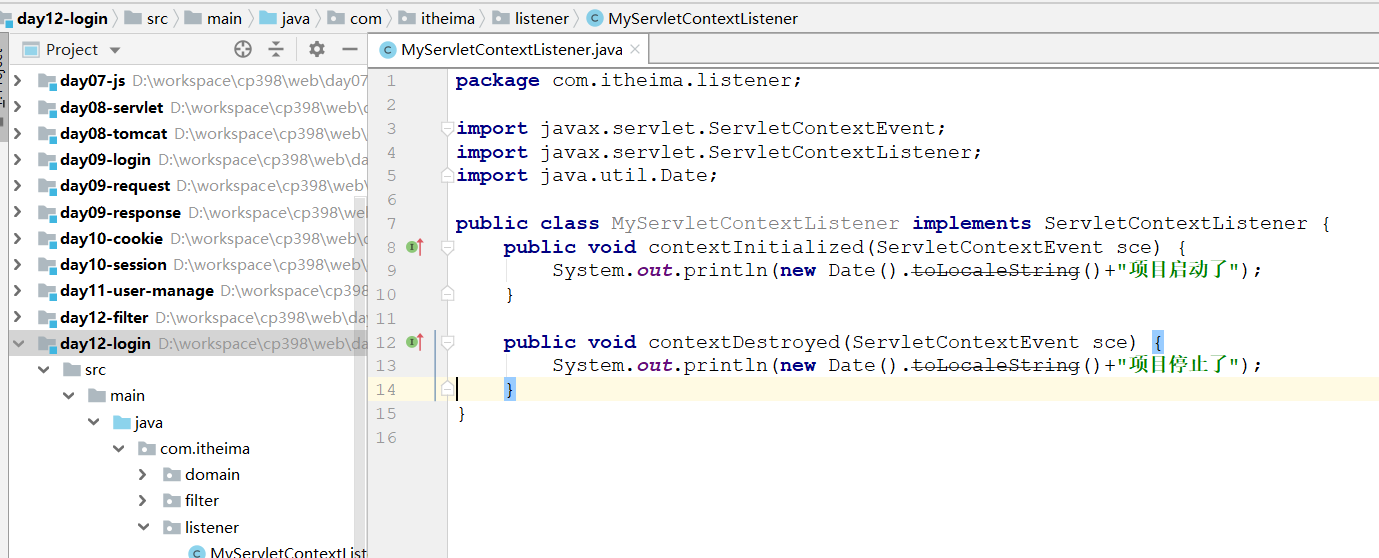 day12-login src main java com itheima listener MyServletContextListener
Project
MyServletContextListener.java
day07-js D:\workspace\cp398\web\day07
day08-servlet D:\workspace\cp398\web\d
day08-tomcat D:\workspace\cp398\web\
day09-login D:\workspace\cp398\web\da
day09-request D:\workspace\cp398\web\
day09-response D:\workspace\cp398\web
day10-cookie D:\workspace\cp398\web\d
day10-session D:\workspace\cp398\web\
day11-user-manage D:\workspace\cp398
day12-filter D:\workspace\cp398\web\day
day12-login D:\workspace\cp398\web\da
src
main
java
com.itheima
domain
filter
listener
MyServletContextList
1 package com.itheima.listener;
2
3 import javax.servlet.ServletContextEvent;
4 import javax.servlet.ServletContextListener;
5 import java.util.Date;
6
7 public class MyServletContextListener implements ServletContextListener {
8 public void contextInitialized(ServletContextEvent sce) {
9 System.out.println(new Date().toLocaleString()+"项目启动了");
10 }
11
12 public void contextDestroyed(ServletContextEvent sce) {
13 System.out.println(new Date().toLocaleString()+"项目停止了");
14 }
15 }
16